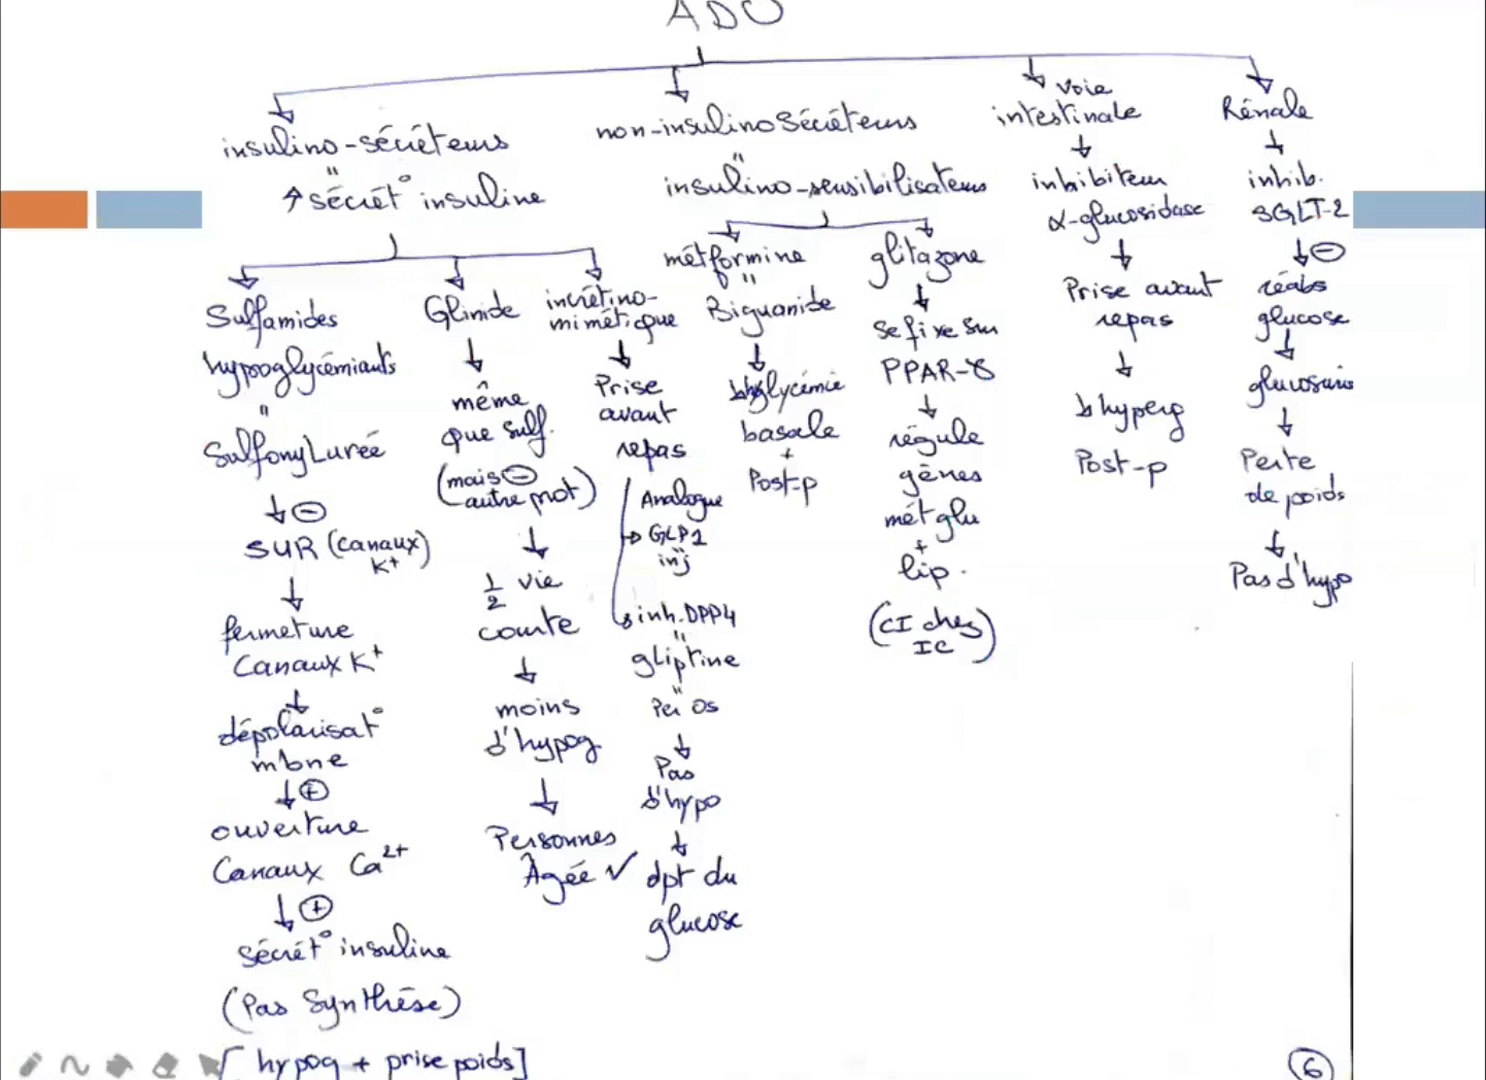 ADO
insulino-sécréteurs
"
↑ sécrét° insuline
Sulfamides
hypoglycémiants
"
SulfonyLurée
↓ ⊖
SUR (canaux K+)
↓
fermeture
Canaux K+
↓
dépolarisat°
mbne
↓ ⊕
ouverture
Canaux Ca2+
↓ ⊕
sécrét° insuline
(Pas Synthèse)
[hypog + prise poids]
Glinide
↓
même
que sulf.
(mais ⊖
autre prot)
↓
1/2 vie
courte
↓
moins
d'hypog
↓
Personnes
Âgée ✓
incrétino-
mimétique
↓
Prise
avant
repas
Analogue
→ GLP1
inj
inh. DPP4
"
gliptine
"
Per Os
↓
Pas
d'hypo
↓
dpt du
glucose
non-insulinosécréteurs
"
insulino-sensibilisateurs
metformine
"
Biguanide
↓
glycémie
basale
+
Post-p
glitazone
↓
se fixe sur
PPAR-γ
↓
régule
gènes
mét glu
+
lip.
(CI chez
IC)
voie
intestinale
↓
inhibiteur
α-glucosidase
↓
Prise avant
repas
↓
↓ hyperg
Post-p
Rénale
↓
inhib.
SGLT-2
↓ ⊖
réabs
glucose
↓
glucosurie
↓
Perte
de poids
↓
Pas d'hypo
6